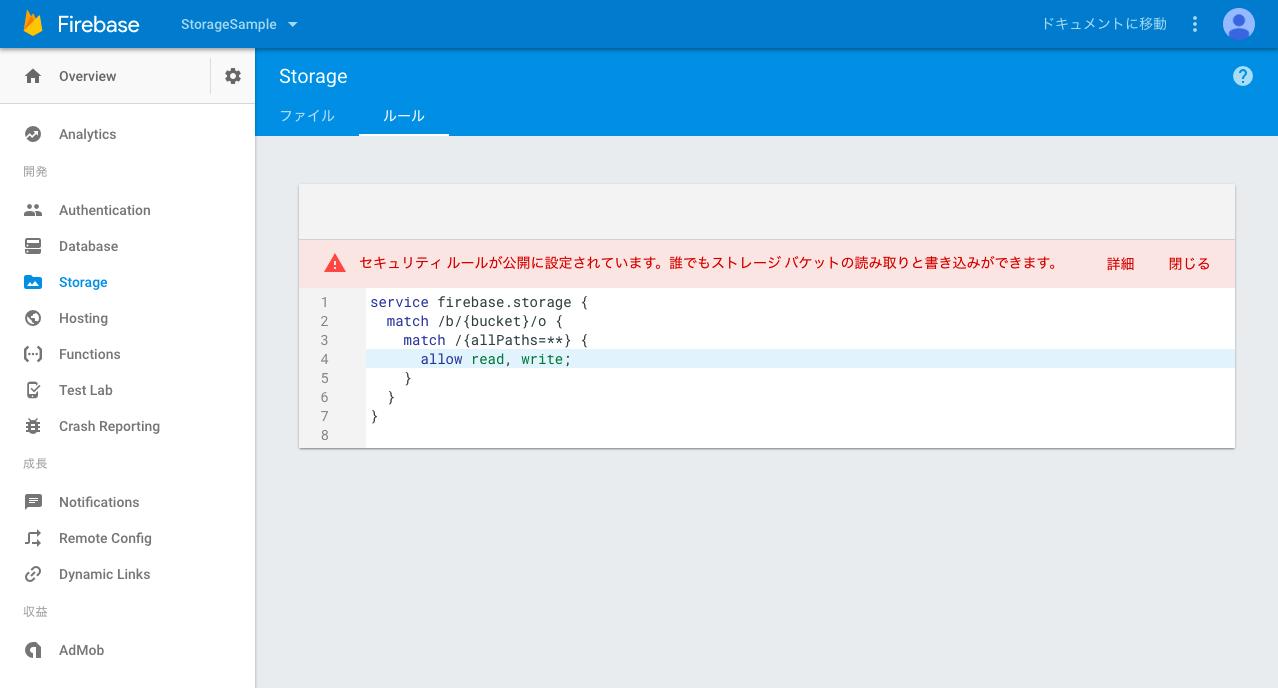 Firebase StorageSample ドキュメントに移動
Overview
Analytics
開発
Authentication
Database
Storage
Hosting
Functions
Test Lab
Crash Reporting
成長
Notifications
Remote Config
Dynamic Links
収益
AdMob
Storage ?
ファイル ルール
セキュリティ ルールが公開に設定されています。誰でもストレージ バケットの読み取りと書き込みができます。 詳細 閉じる
1 service firebase.storage {
2   match /b/{bucket}/o {
3     match /{allPaths=**} {
4       allow read, write;
5     }
6   }
7 }
8